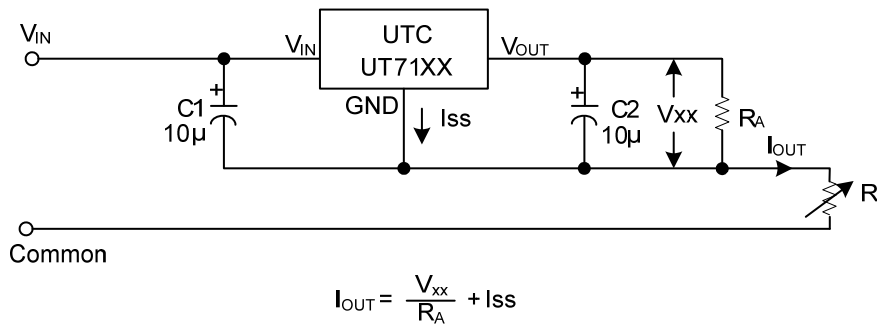 VIN
VIN
UTC
UT71XX
VOUT
GND
Iss
C1
10µ
C2
10µ
Vxx
RA
IOUT
R
Common
IOUT = Vxx / RA + Iss